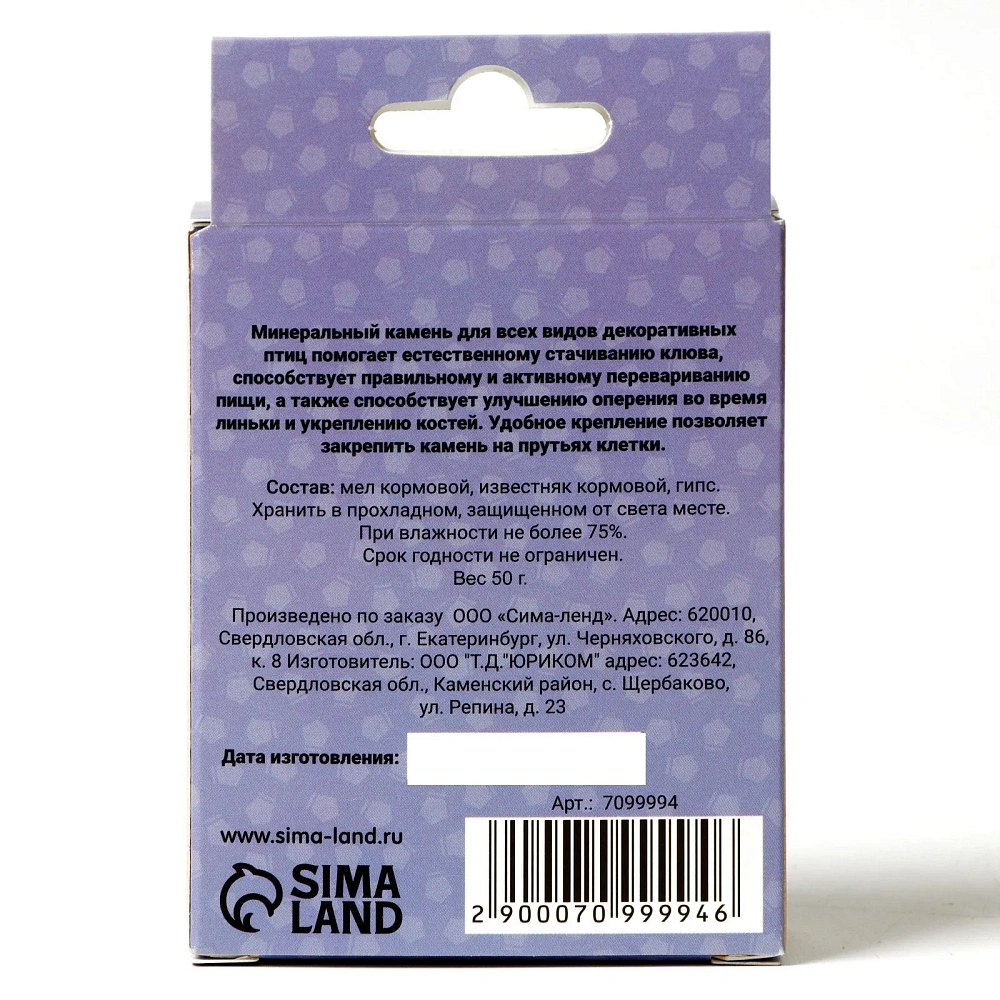 Минеральный камень для всех видов декоративных
птиц помогает естественному стачиванию клюва,
способствует правильному и активному перевариванию
пищи, а также способствует улучшению оперения во время
линьки и укреплению костей. Удобное крепление позволяет
закрепить камень на прутьях клетки.
Состав: мел кормовой, известняк кормовой, гипс.
Хранить в прохладном, защищенном от света месте.
При влажности не более 75%.
Срок годности не ограничен.
Вес 50 г.
Произведено по заказу ООО «Сима-ленд». Адрес: 620010,
Свердловская обл., г. Екатеринбург, ул. Черняховского, д. 86,
к. 8 Изготовитель: ООО "Т.Д."ЮРИКОМ" адрес: 623642,
Свердловская обл., Каменский район, с. Щербаково,
ул. Репина, д. 23
Дата изготовления:
Арт.: 7099994
www.sima-land.ru
SIMA
LAND
2 900070 999946